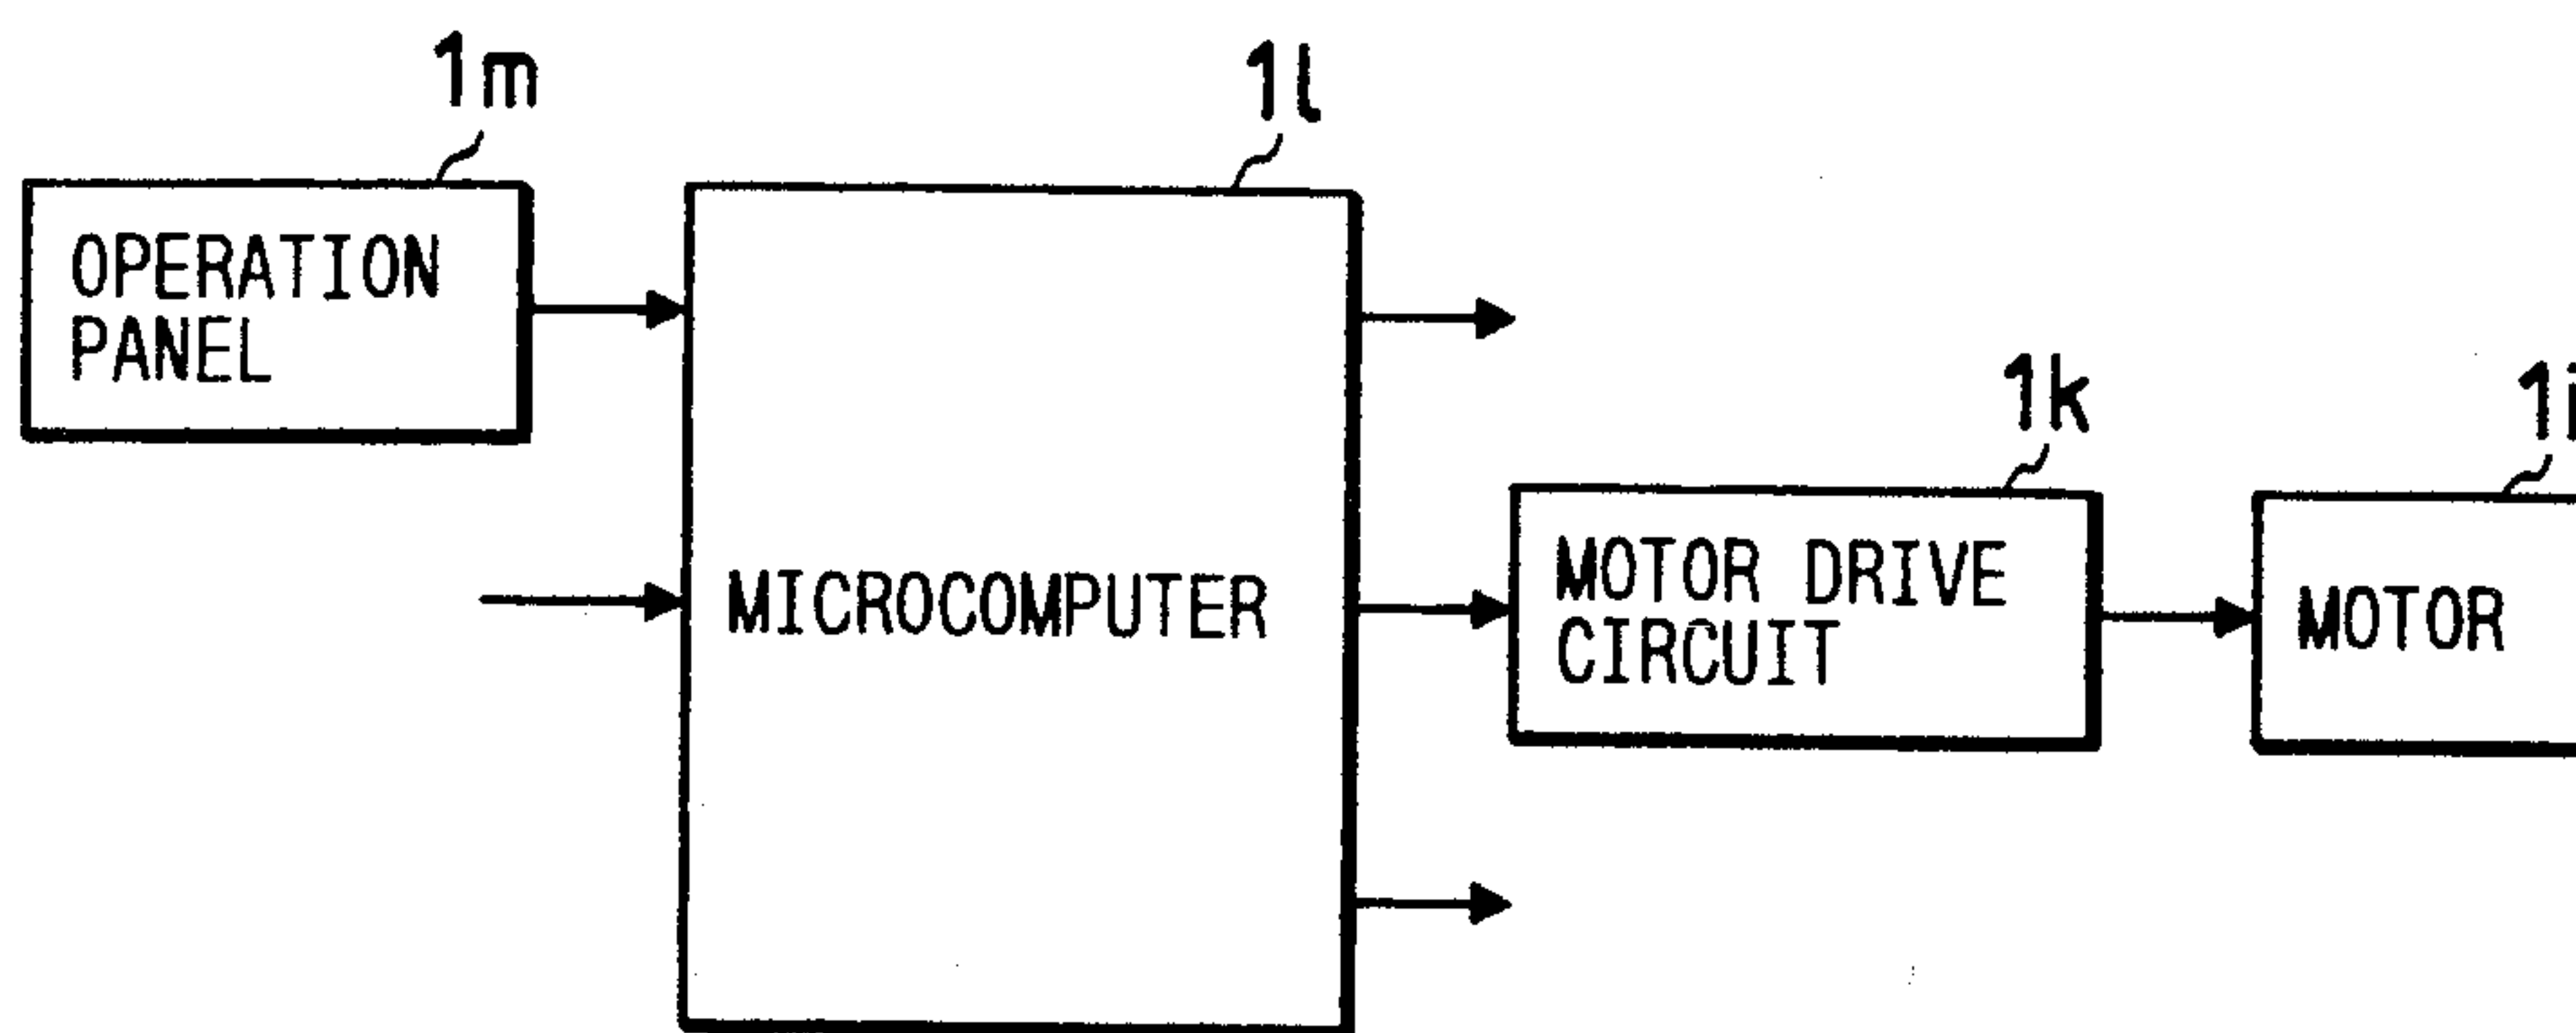 1m
1l
OPERATION
PANEL
1k
MICROCOMPUTER
MOTOR DRIVE
CIRCUIT
MOTOR